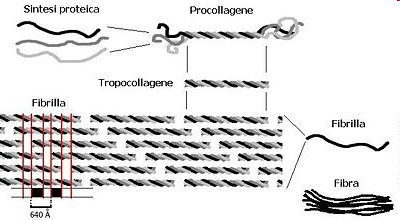 Sintesi proteica
Procollagene
Tropocollagene
Fibrilla
Fibrilla
Fibra
640 Å